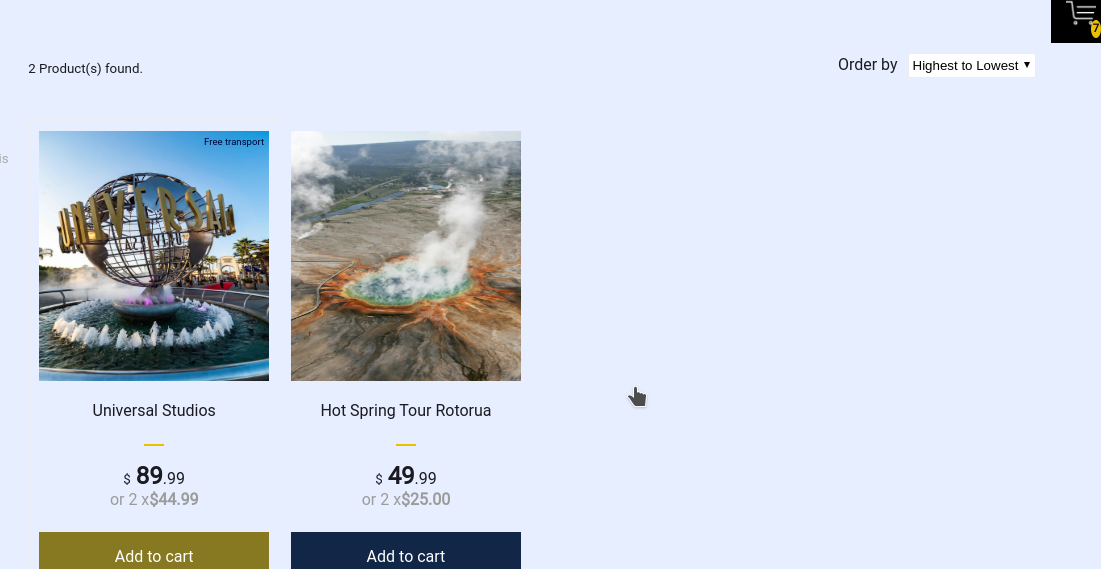 7
2 Product(s) found.
Order by
Highest to Lowest
is
Free transport
UNIVERSAL
Universal Studios
Hot Spring Tour Rotorua
$ 89.99
$ 49.99
or 2 x$44.99
or 2 x$25.00
Add to cart
Add to cart